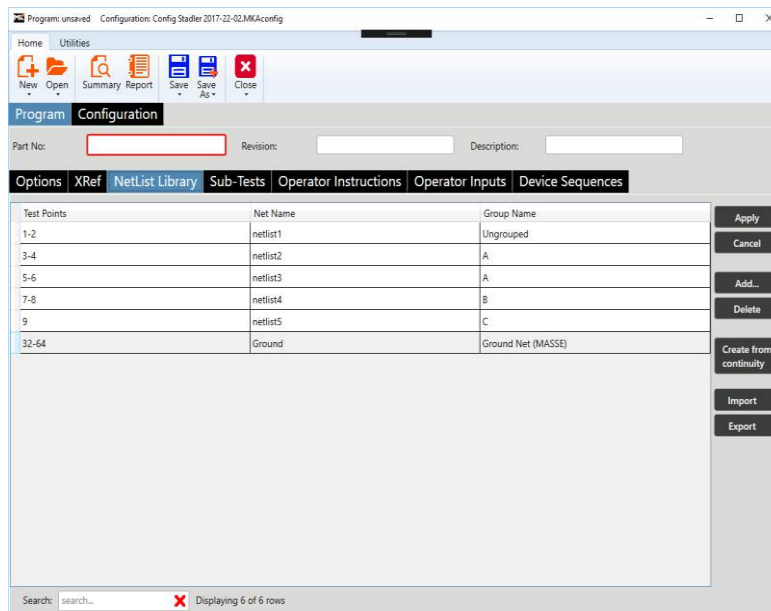 Program: unsaved Configuration: Config Stadler 2017-22-02.MKAconfig
Home Utilities
New Open Summary Report Save Save As Close
Program Configuration
Part No: Revision: Description:
Options XRef NetList Library Sub-Tests Operator Instructions Operator Inputs Device Sequences
Test Points Net Name Group Name
1-2 netlist1 Ungrouped
3-4 netlist2 A
5-6 netlist3 A
7-8 netlist4 B
9 netlist5 C
32-64 Ground Ground Net (MASSE)
Apply
Cancel
Add...
Delete
Create from
continuity
Import
Export
Search: search... Displaying 6 of 6 rows